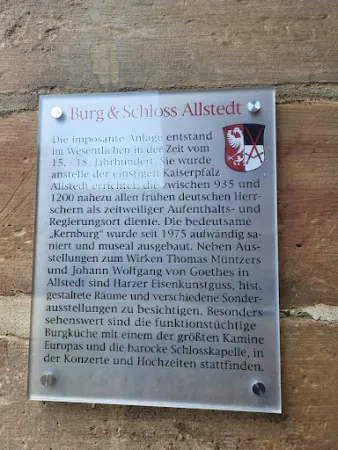 Burg & Schloss Allstedt
Die imposante Anlage entstand
im Wesentlichen in der Zeit vom
15. - 18. Jahrhundert. Sie wurde
anstelle der einstigen Kaiserpfalz
Allstedt errichtet, die zwischen 935 und
1200 nahezu allen frühen deutschen Herr-
schern als zeitweiliger Aufenthalts- und
Regierungsort diente. Die bedeutsame
„Kernburg“ wurde seit 1975 aufwändig sa-
niert und museal ausgebaut. Neben Aus-
stellungen zum Wirken Thomas Müntzers
und Johann Wolfgang von Goethes in
Allstedt sind Harzer Eisenkunstguss, hist.
gestaltete Räume und verschiedene Sonder-
ausstellungen zu besichtigen. Besonders
sehenswert sind die funktionstüchtige
Burgküche mit einem der größten Kamine
Europas und die barocke Schlosskapelle, in
der Konzerte und Hochzeiten stattfinden.